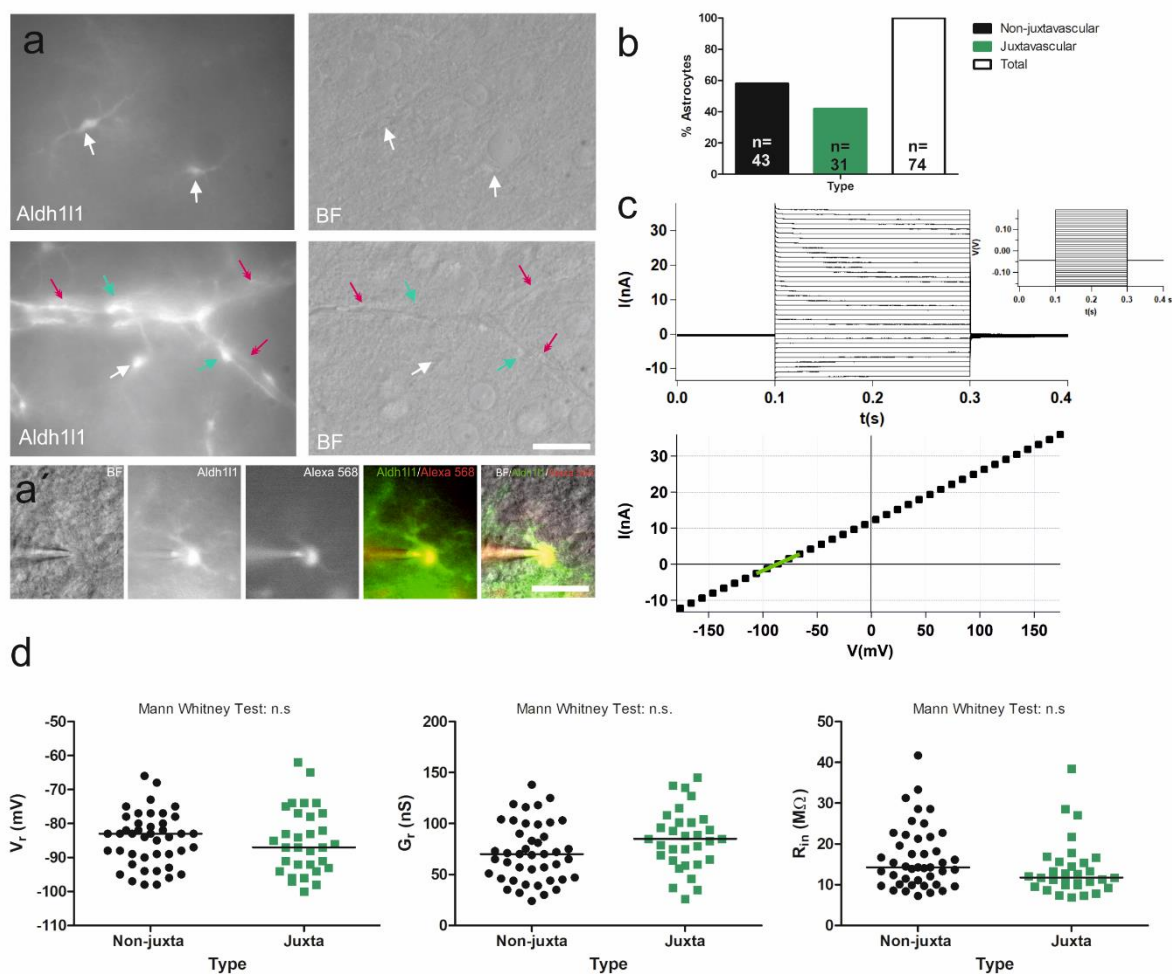 a
Aldh1l1
BF
Aldh1l1
BF
a´
BF
Aldh1l1
Alexa 568
Aldh1l1/Alexa 568
BF/Aldh1l1/Alexa 568
b
% Astrocytes
100
80
60
40
20
0
n=
43
n=
31
n=
74
Type
Non-juxtavascular
Juxtavascular
Total
c
I(nA)
30
20
10
0
-10
0.0
0.1
0.2
0.3
0.4
t(s)
V(V)
0.10
0.00
-0.10
0.0
0.1
0.2
0.3
0.4 s
t(s)
I(nA)
30
20
10
0
-10
-150
-100
-50
0
50
100
150
V(mV)
d
Mann Whitney Test: n.s
Vr (mV)
-50
-60
-70
-80
-90
-100
-110
Non-juxta
Juxta
Type
Mann Whitney Test: n.s.
Gr (nS)
200
150
100
50
0
Non-juxta
Juxta
Type
Mann Whitney Test: n.s
Rin (MΩ)
50
40
30
20
10
0
Non-juxta
Juxta
Type